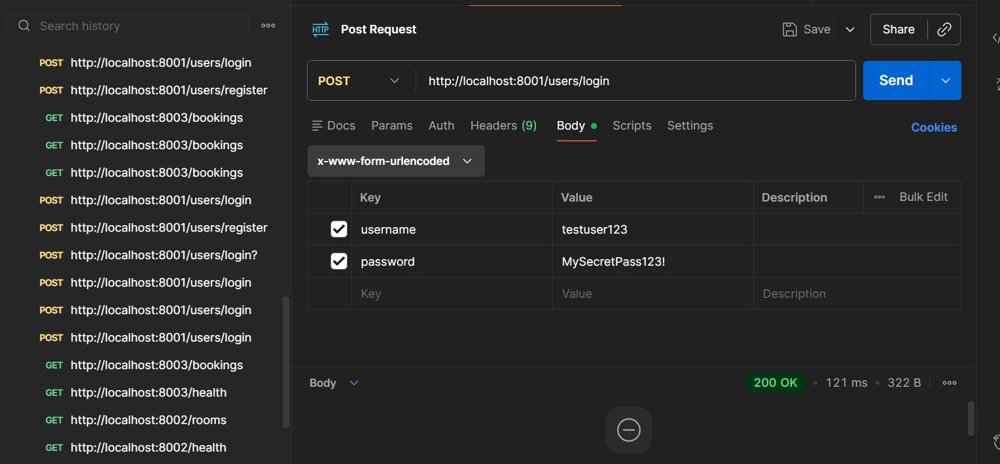 Search history
POST http://localhost:8001/users/login
POST http://localhost:8001/users/register
GET http://localhost:8003/bookings
GET http://localhost:8003/bookings
GET http://localhost:8003/bookings
POST http://localhost:8001/users/login
POST http://localhost:8001/users/register
POST http://localhost:8001/users/login?
POST http://localhost:8001/users/login
POST http://localhost:8001/users/login
POST http://localhost:8001/users/login
GET http://localhost:8003/bookings
GET http://localhost:8003/health
GET http://localhost:8002/rooms
GET http://localhost:8002/health
HTTP Post Request Save Share
POST http://localhost:8001/users/login Send
Docs Params Auth Headers (9) Body Scripts Settings Cookies
x-www-form-urlencoded
Key Value Description Bulk Edit
username testuser123
password MySecretPass123!
Key Value Description
Body 200 OK 121 ms 322 B